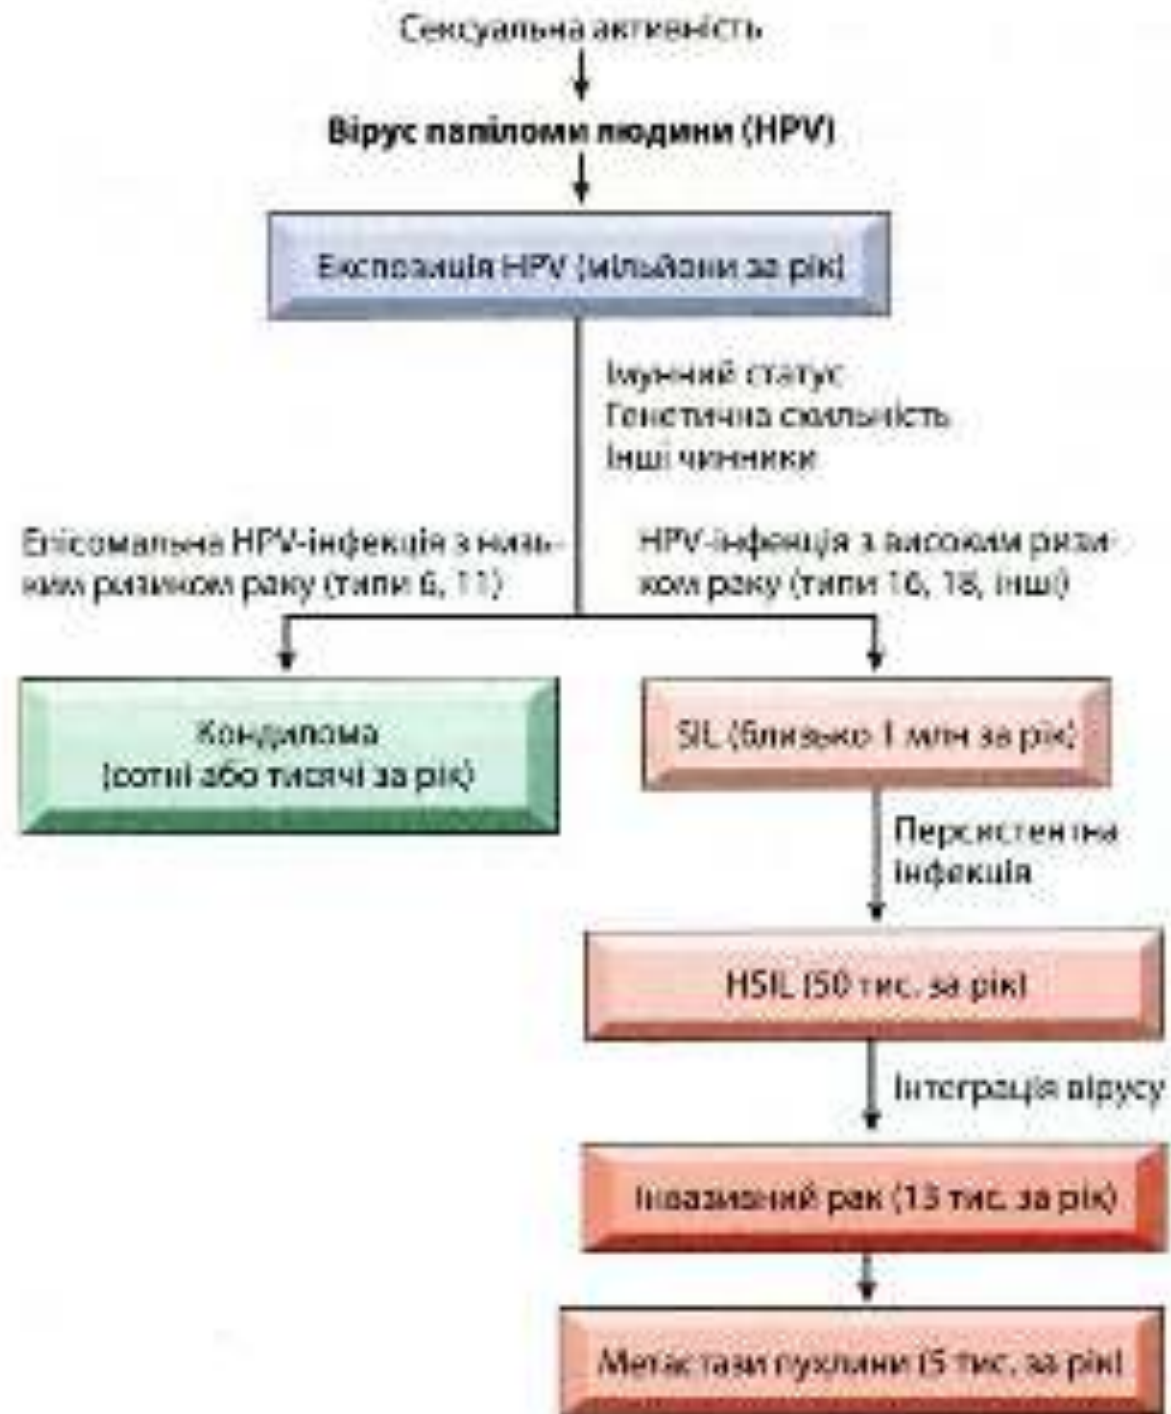 Сексуальна активність
Вірус папіломи людини (HPV)
Експозиція HPV (мільйони за рік)
Імунний статус
Генетична схильність
Інші чинники
Епісомальна HPV-інфекція з низь-
ким ризиком раку (типи 6, 11)
HPV-інфекція з високим ризи-
ком раку (типи 16, 18, інші)
Кондилома
(сотні або тисячі за рік)
SIL (близько 1 млн за рік)
Персистентна
інфекція
HSIL (50 тис. за рік)
Інтеграція вірусу
Інвазивний рак (13 тис. за рік)
Метастази пухлини (5 тис. за рік)